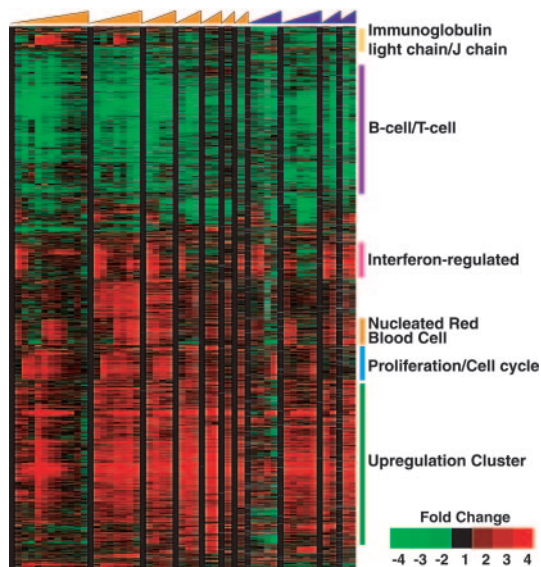 Immunoglobulin
light chain/J chain
B-cell/T-cell
Interferon-regulated
Nucleated Red
Blood Cell
Proliferation/Cell cycle
Upregulation Cluster
Fold Change
-4 -3 -2 1 2 3 4